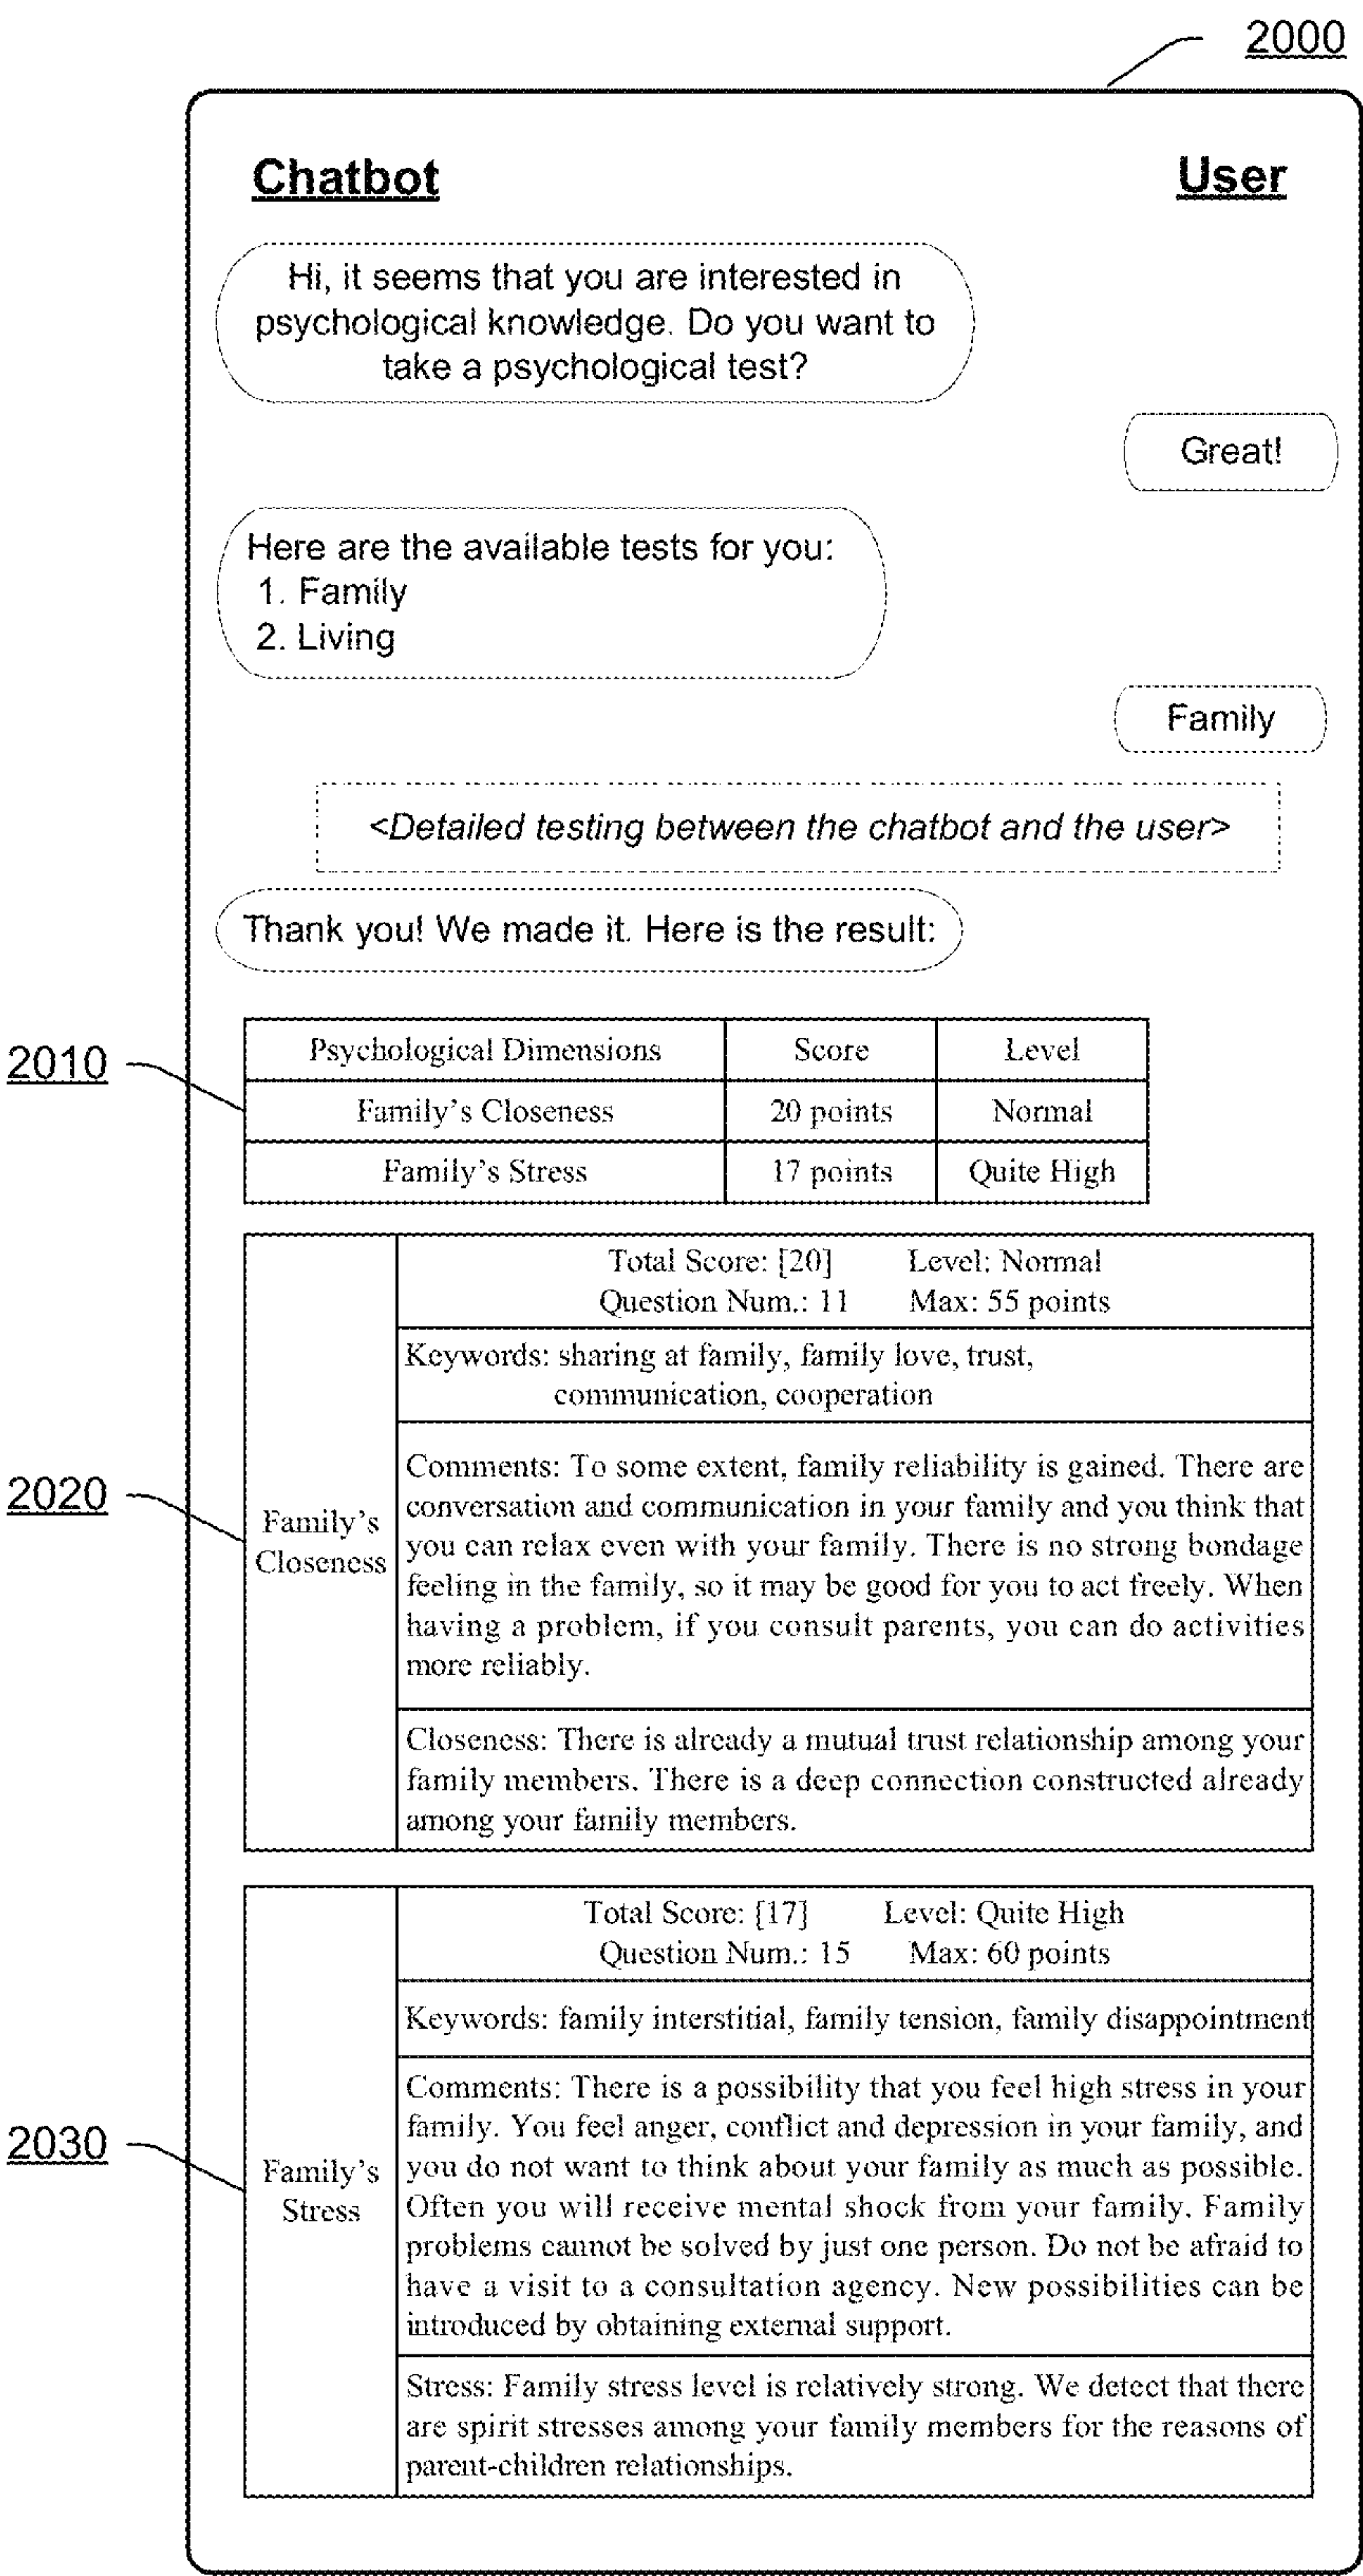 2000
Chatbot
User
Hi, it seems that you are interested in
psychological knowledge. Do you want to
take a psychological test?
Great!
Here are the available tests for you:
1. Family
2. Living
Family
<Detailed testing between the chatbot and the user>
Thank you! We made it. Here is the result:
2010
Psychological Dimensions Score Level
Family's Closeness 20 points Normal
Family's Stress 17 points Quite High
2020
Family's
Closeness
Total Score: [20] Level: Normal
Question Num.: 11 Max: 55 points
Keywords: sharing at family, family love, trust,
communication, cooperation
Comments: To some extent, family reliability is gained. There are
conversation and communication in your family and you think that
you can relax even with your family. There is no strong bondage
feeling in the family, so it may be good for you to act freely. When
having a problem, if you consult parents, you can do activities
more reliably.
Closeness: There is already a mutual trust relationship among your
family members. There is a deep connection constructed already
among your family members.
2030
Family's
Stress
Total Score: [17] Level: Quite High
Question Num.: 15 Max: 60 points
Keywords: family interstitial, family tension, family disappointment
Comments: There is a possibility that you feel high stress in your
family. You feel anger, conflict and depression in your family, and
you do not want to think about your family as much as possible.
Often you will receive mental shock from your family. Family
problems cannot be solved by just one person. Do not be afraid to
have a visit to a consultation agency. New possibilities can be
introduced by obtaining external support.
Stress: Family stress level is relatively strong. We detect that there
are spirit stresses among your family members for the reasons of
parent-children relationships.